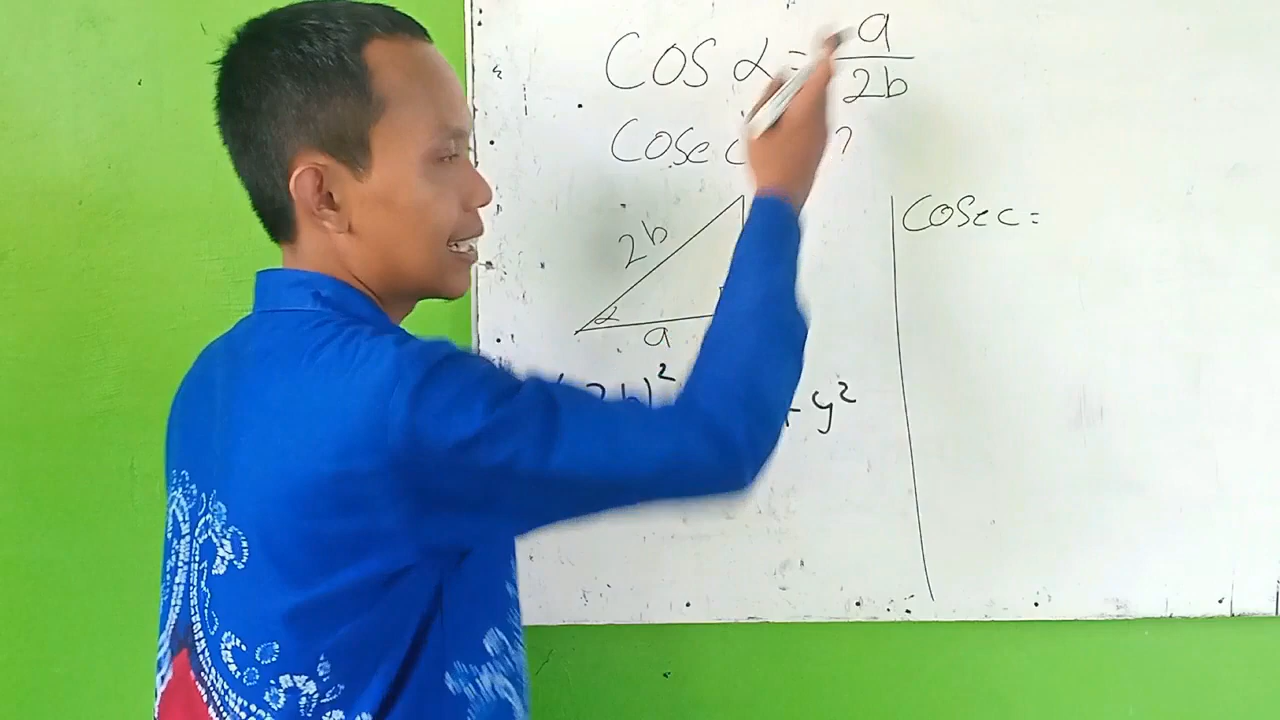 Cos α = a/2b
Cosec ?
2b
α
a
2b)² + y²
Cosec =